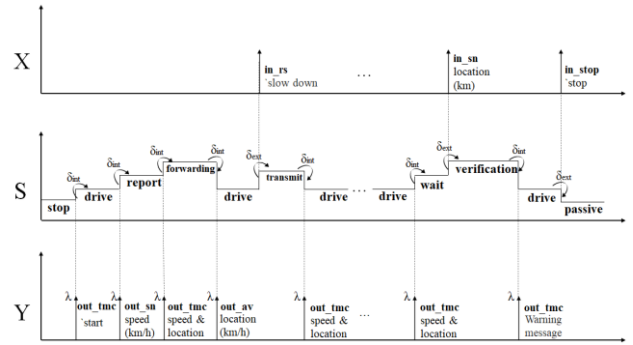 X
in_rs
`slow down
...
in_sn
location
(km)
in_stop
`stop
S
stop
δint
drive
δint
report
δint
forwarding
δint
drive
δext
transmit
δint
drive ... drive
δint
wait
δext
verification
δint
drive
δext
passive
Y
λ out_tmc
`start
λ out_sn
speed
(km/h)
λ out_tmc
speed &
location
λ out_av
location
(km/h)
λ out_tmc
speed &
location
...
λ out_tmc
speed &
location
λ out_tmc
Warning
message